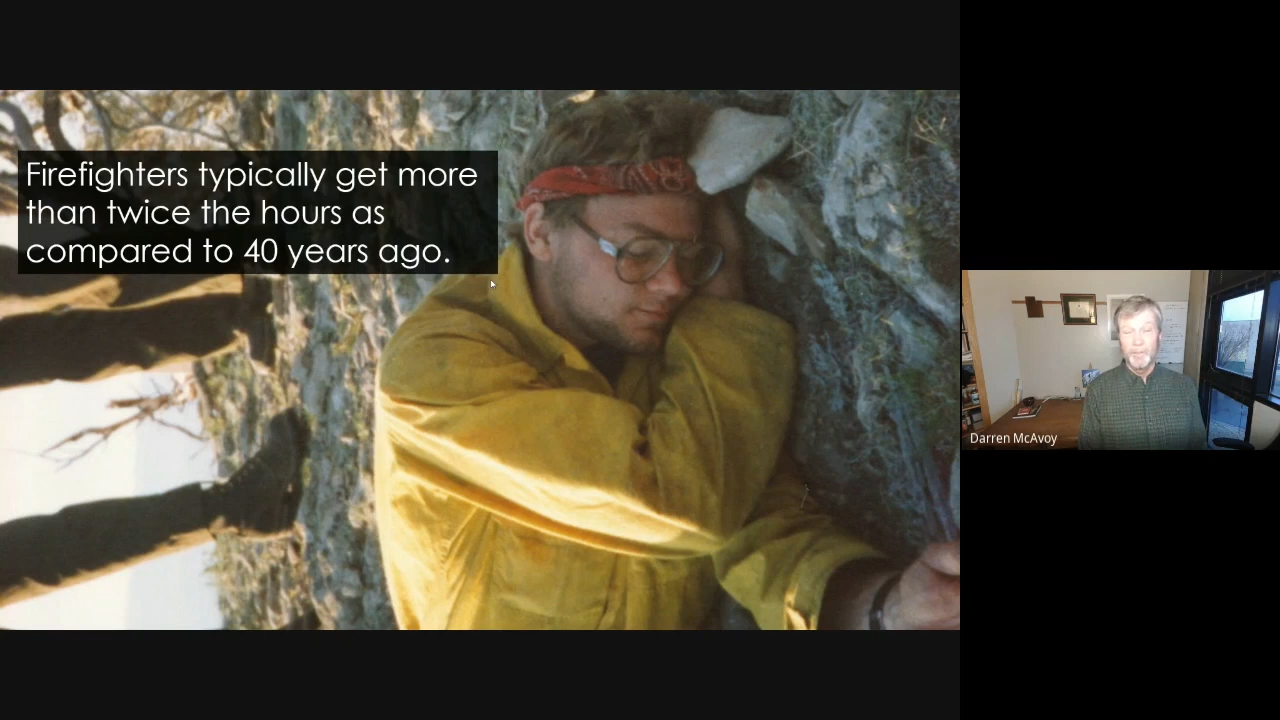 Firefighters typically get more
than twice the hours as
compared to 40 years ago.
Darren McAvoy